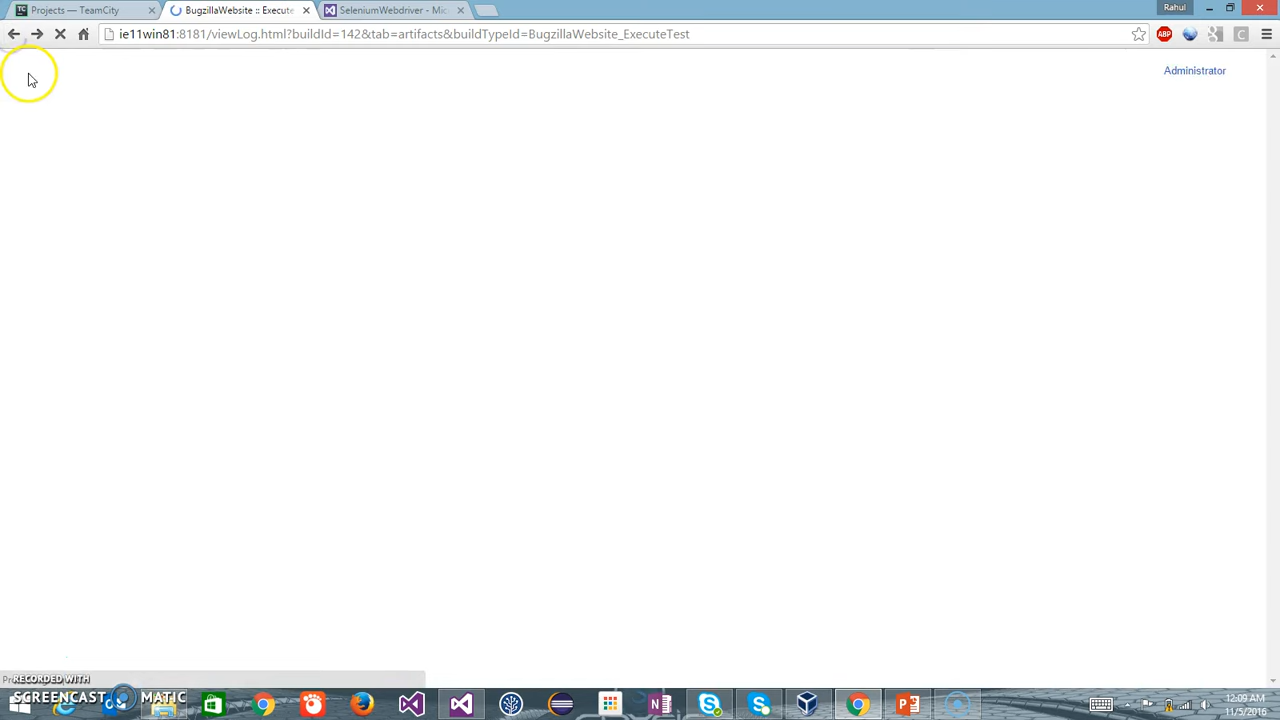 Projects — TeamCity
BugzillaWebsite :: Execute
SeleniumWebdriver - Mic
Rahul
ie11win81:8181/viewLog.html?buildId=142&tab=artifacts&buildTypeId=BugzillaWebsite_ExecuteTest
ABP
Administrator
RECORDED WITH
SCREENCAST MATIC
12:09 AM
11/5/2016